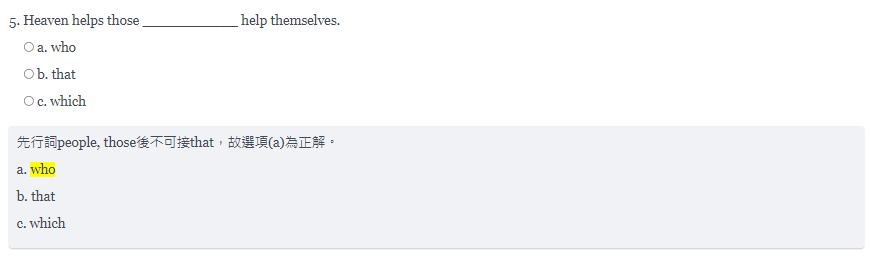 5. Heaven helps those ____________ help themselves.
a. who
b. that
c. which
先行詞people, those後不可接that，故選項(a)為正解。
a. who
b. that
c. which